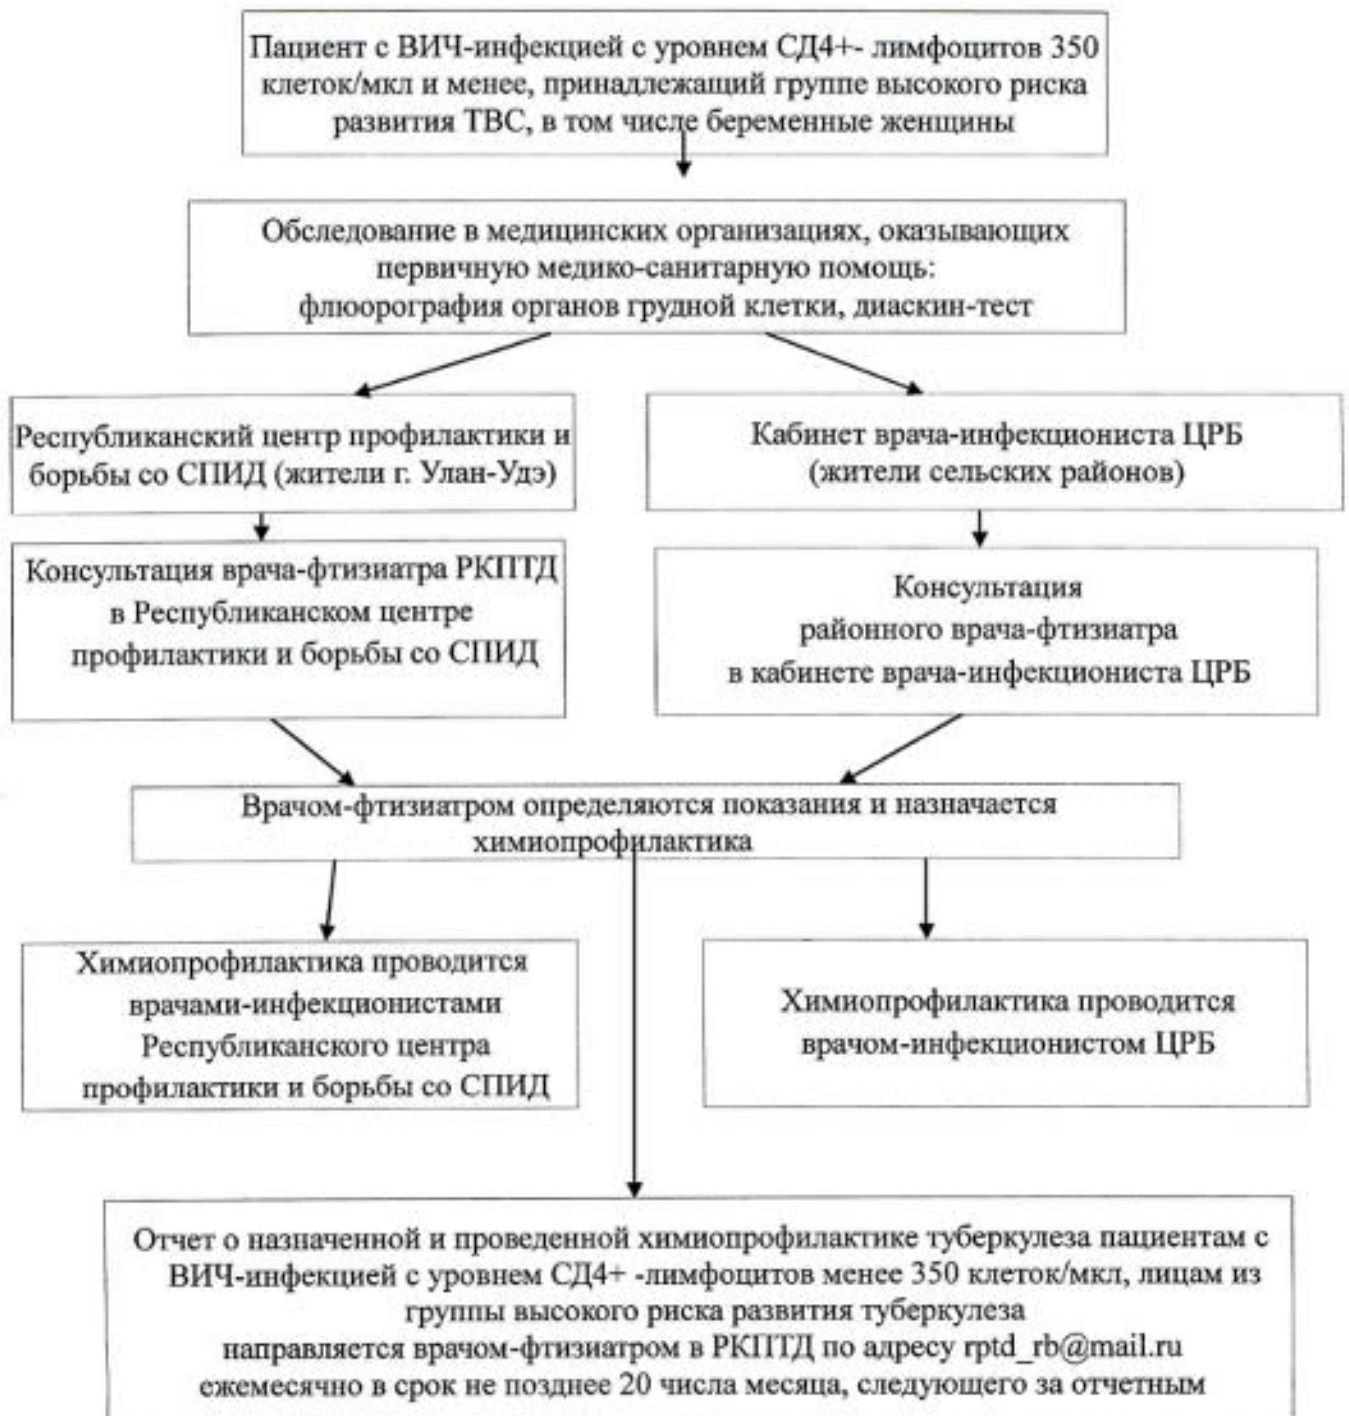 Пациент с ВИЧ-инфекцией с уровнем СД4+- лимфоцитов 350
клеток/мкл и менее, принадлежащий группе высокого риска
развития ТВС, в том числе беременные женщины
Обследование в медицинских организациях, оказывающих
первичную медико-санитарную помощь:
флюорография органов грудной клетки, диаскин-тест
Республиканский центр профилактики и
борьбы со СПИД (жители г. Улан-Удэ)
Кабинет врача-инфекциониста ЦРБ
(жители сельских районов)
Консультация врача-фтизиатра РКПТД
в Республиканском центре
профилактики и борьбы со СПИД
Консультация
районного врача-фтизиатра
в кабинете врача-инфекциониста ЦРБ
Врачом-фтизиатром определяются показания и назначается
химиопрофилактика
Химиопрофилактика проводится
врачами-инфекционистами
Республиканского центра
профилактики и борьбы со СПИД
Химиопрофилактика проводится
врачом-инфекционистом ЦРБ
Отчет о назначенной и проведенной химиопрофилактике туберкулеза пациентам с
ВИЧ-инфекцией с уровнем СД4+ -лимфоцитов менее 350 клеток/мкл, лицам из
группы высокого риска развития туберкулеза
направляется врачом-фтизиатром в РКПТД по адресу rptd_rb@mail.ru
ежемесячно в срок не позднее 20 числа месяца, следующего за отчетным